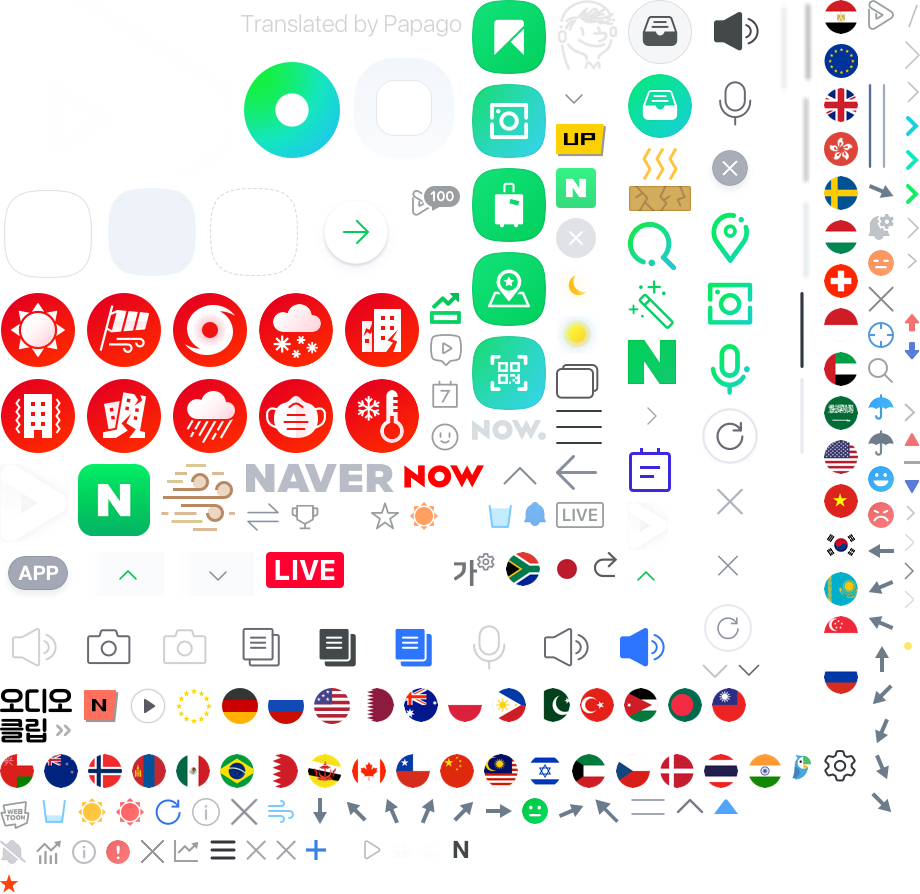 Translated by Papago
UP
N
100
7
NOW.
N
N
NAVER NOW
LIVE
APP
LIVE
가
오디오
클립
N
WEB
TOON
N